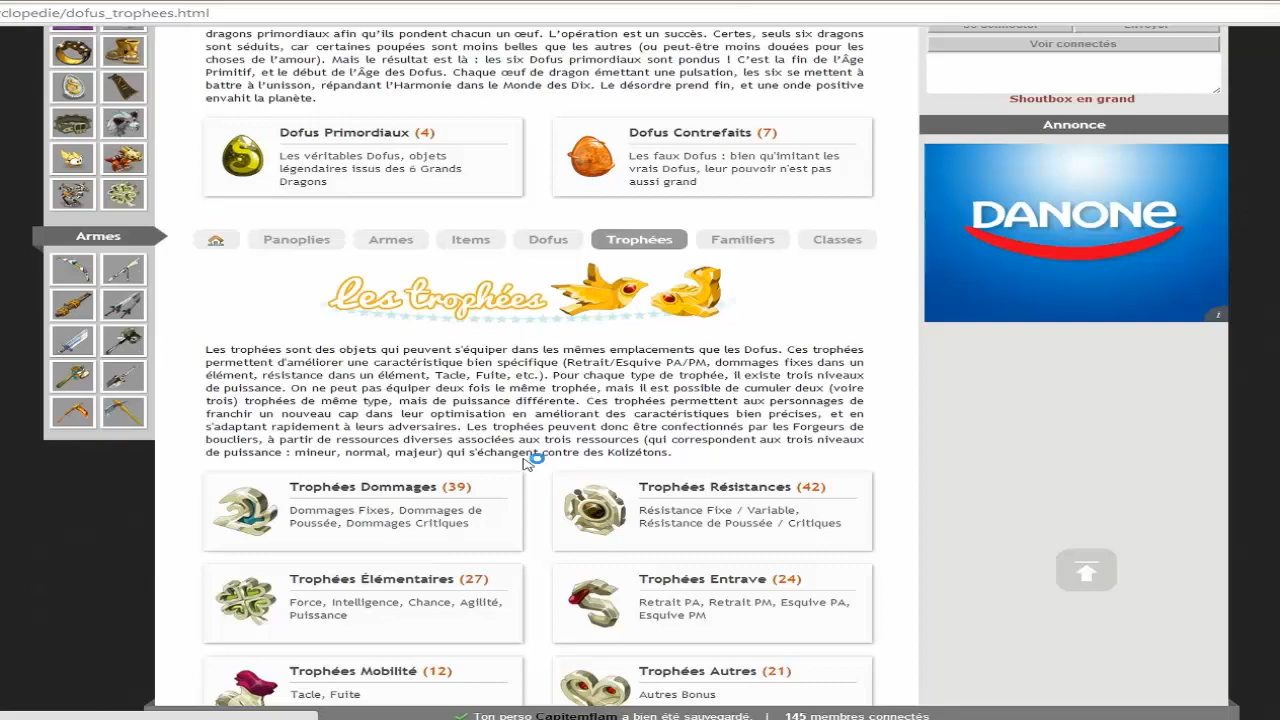 clopedie/dofus_trophees.html
dragons primordiaux afin qu'ils pondent chacun un œuf. L'opération est un succès. Certes, seuls six dragons
sont séduits, car certaines poupées sont moins belles que les autres (ou peut-être moins douées pour les
choses de l'amour). Mais le résultat est là : les six Dofus primordiaux sont pondus ! C'est la fin de l'Âge
Primitif, et le début de l'Âge des Dofus. Chaque œuf de dragon émettant une pulsation, les six se mettent à
battre à l'unisson, répandant l'Harmonie dans le Monde des Dix. Le désordre prend fin, et une onde positive
envahit la planète.
Voir connectés
Shoutbox en grand
Annonce
DANONE
Dofus Primordiaux (4)
Les véritables Dofus, objets
légendaires issus des 6 Grands
Dragons
Dofus Contrefaits (7)
Les faux Dofus : bien qu'imitant les
vrais Dofus, leur pouvoir n'est pas
aussi grand
Armes
Panoplies Armes Items Dofus Trophées Familiers Classes
Les trophées
Les trophées sont des objets qui peuvent s'équiper dans les mêmes emplacements que les Dofus. Ces trophées
permettent d'améliorer une caractéristique bien spécifique (Retrait/Esquive PA/PM, dommages fixes dans un
élément, résistance dans un élément, Tacle, Fuite, etc.). Pour chaque type de trophée, il existe trois niveaux
de puissance. On ne peut pas équiper deux fois le même trophée, mais il est possible de cumuler deux (voire
trois) trophées de même type, mais de puissance différente. Ces trophées permettent aux personnages de
franchir un nouveau cap dans leur optimisation en améliorant des caractéristiques bien précises, et en
s'adaptant rapidement à leurs adversaires. Les trophées peuvent donc être confectionnés par les Forgeurs de
boucliers, à partir de ressources diverses associées aux trois ressources (qui correspondent aux trois niveaux
de puissance : mineur, normal, majeur) qui s'échangent contre des Kolizétons.
Trophées Dommages (39)
Dommages Fixes, Dommages de
Poussée, Dommages Critiques
Trophées Résistances (42)
Résistance Fixe / Variable,
Résistance de Poussée / Critiques
Trophées Élémentaires (27)
Force, Intelligence, Chance, Agilité,
Puissance
Trophées Entrave (24)
Retrait PA, Retrait PM, Esquive PA,
Esquive PM
Trophées Mobilité (12)
Tacle, Fuite
Trophées Autres (21)
Autres Bonus
Ton perso Capitemflam a bien été sauvegardé. | 145 membres connectés